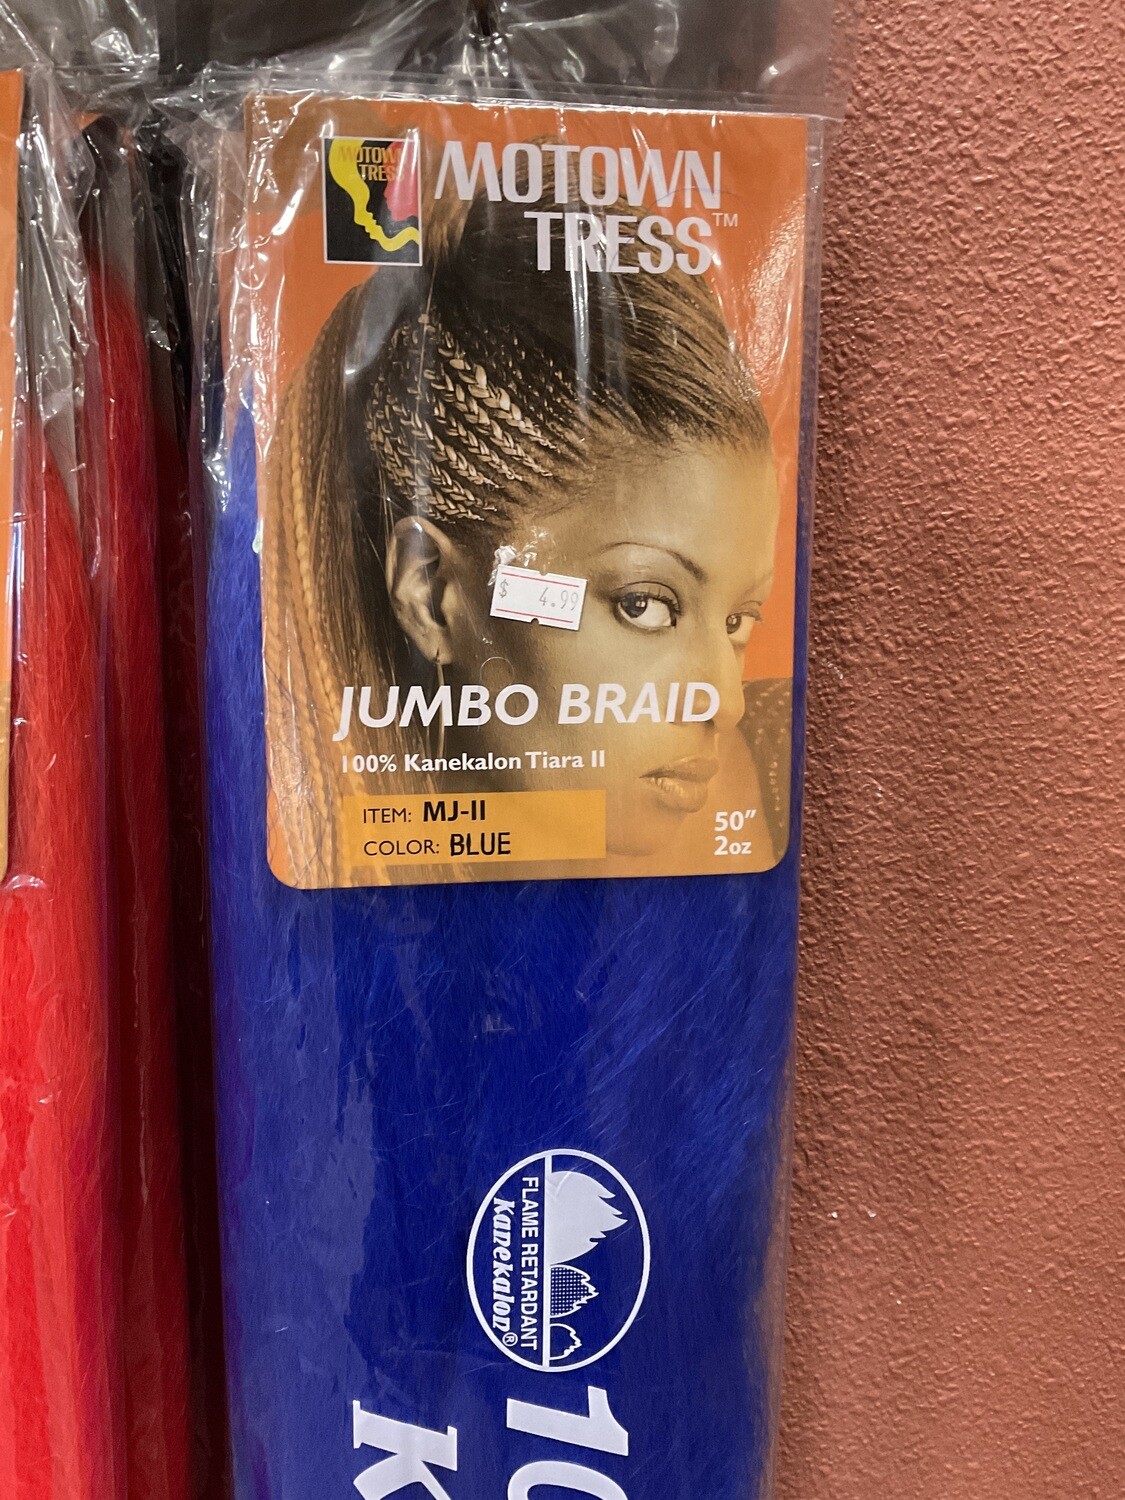 MOTOWN
TRESS
MOTOWN
TRESS™
$ 4.99
JUMBO BRAID
100% Kanekalon Tiara II
ITEM: MJ-II
COLOR: BLUE
50”
2oz
FLAME RETARDANT
Kanekalon®
10
K